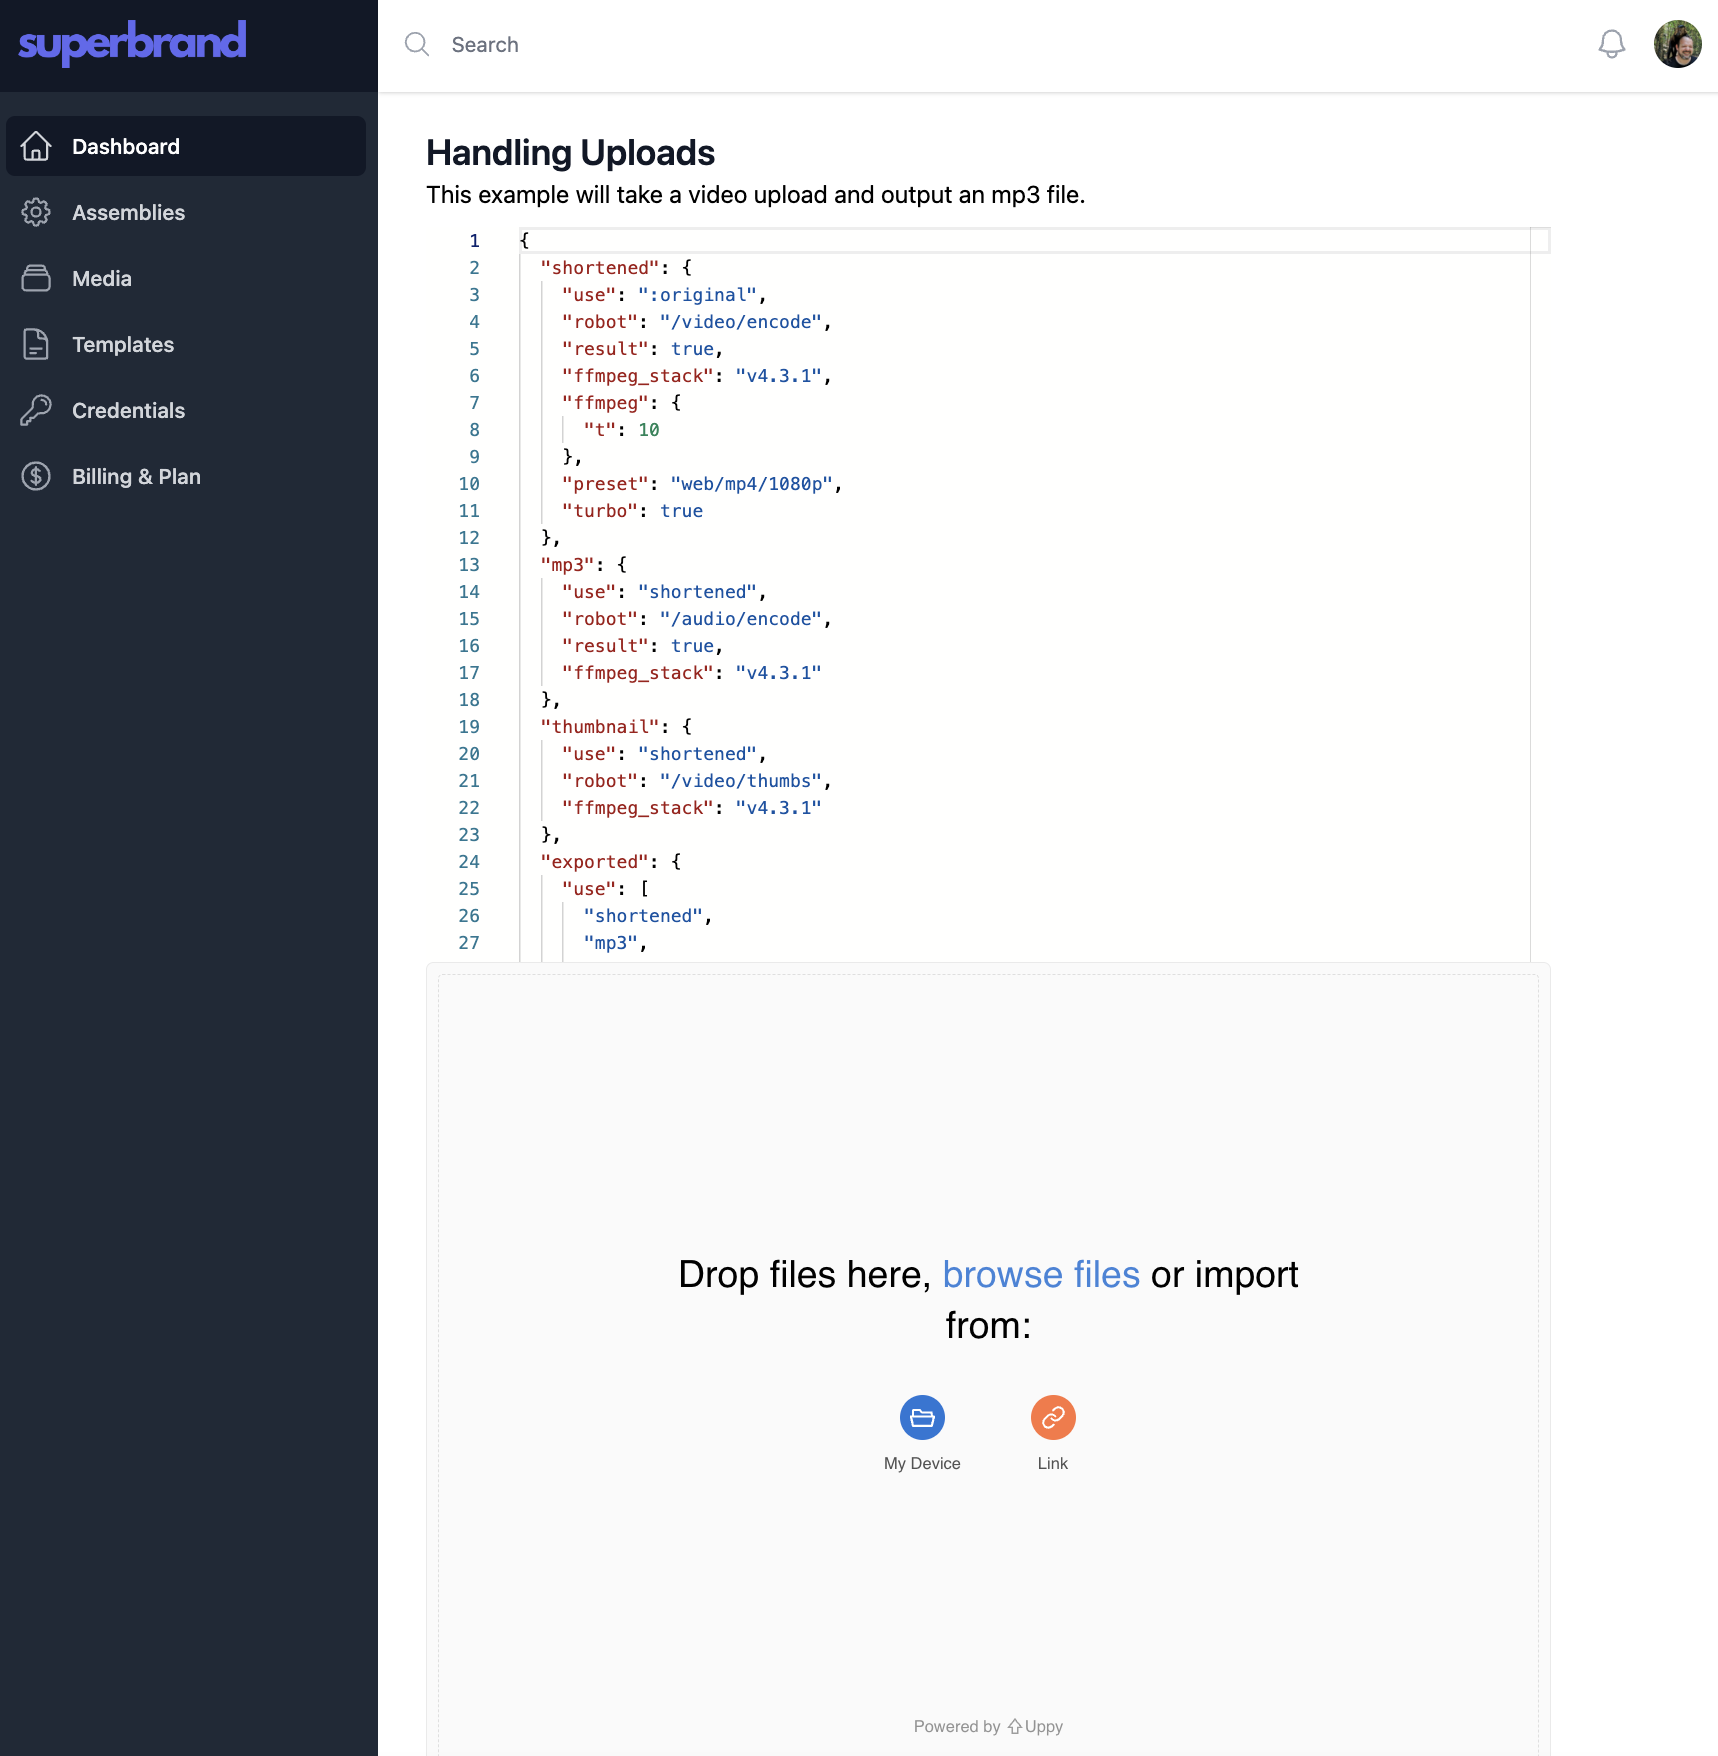 superbrand
Search
Dashboard
Assemblies
Media
Templates
Credentials
Billing & Plan
Handling Uploads
This example will take a video upload and output an mp3 file.
1 {
2 "shortened": {
3 "use": ":original",
4 "robot": "/video/encode",
5 "result": true,
6 "ffmpeg_stack": "v4.3.1",
7 "ffmpeg": {
8 "t": 10
9 },
10 "preset": "web/mp4/1080p",
11 "turbo": true
12 },
13 "mp3": {
14 "use": "shortened",
15 "robot": "/audio/encode",
16 "result": true,
17 "ffmpeg_stack": "v4.3.1"
18 },
19 "thumbnail": {
20 "use": "shortened",
21 "robot": "/video/thumbs",
22 "ffmpeg_stack": "v4.3.1"
23 },
24 "exported": {
25 "use": [
26 "shortened",
27 "mp3",
Drop files here, browse files or import
from:
My Device
Link
Powered by Uppy